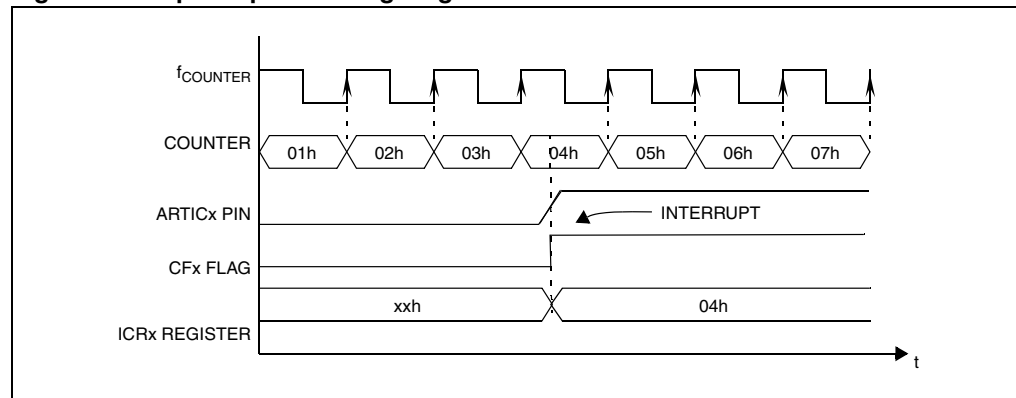 fCOUNTER
COUNTER
01h 02h 03h 04h 05h 06h 07h
ARTICx PIN
INTERRUPT
CFx FLAG
xxh 04h
ICRx REGISTER
t